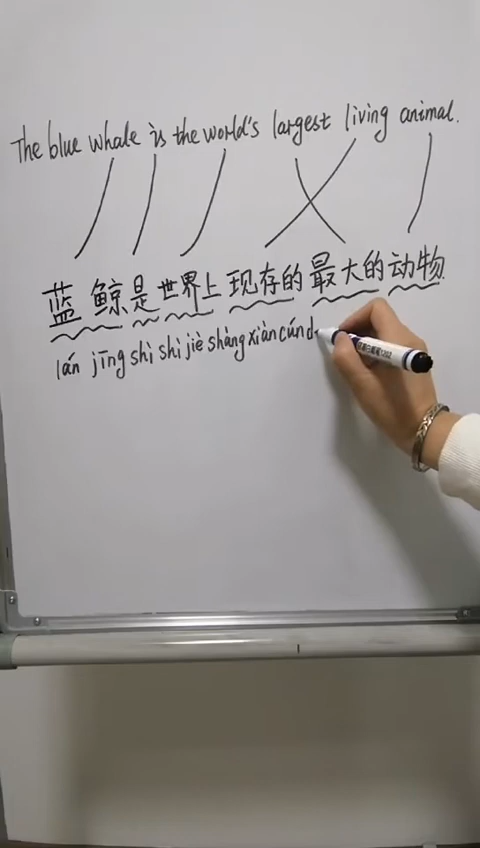 The blue whale is the world's largest living animal.
蓝鲸是世界上现存的最大的动物.
lán jīng shì shì jiè shàng xiàn cún d